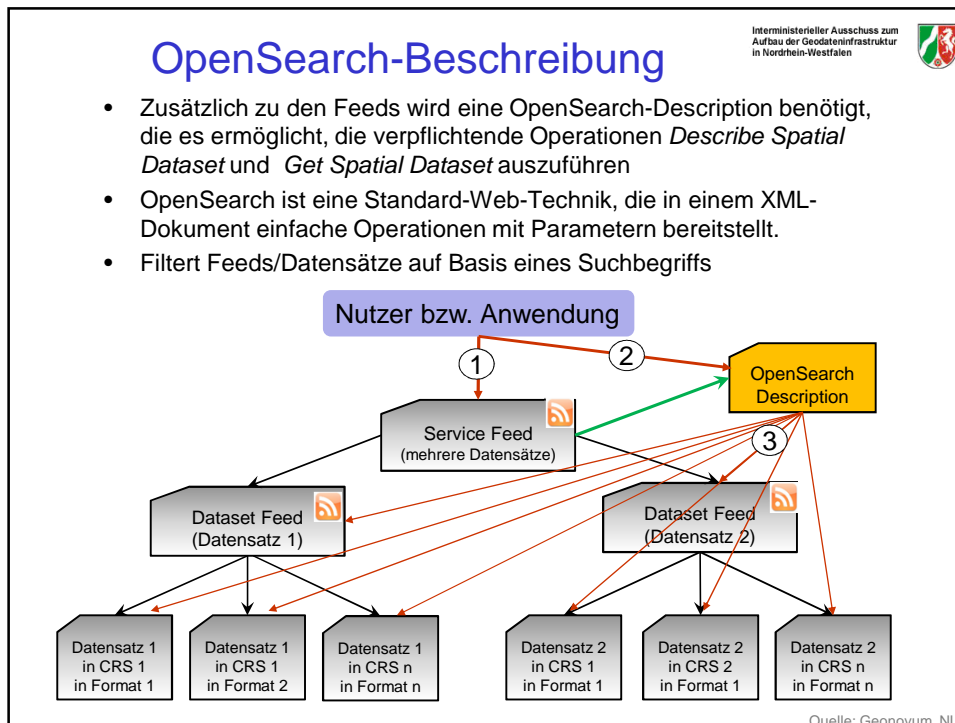 OpenSearch-Beschreibung
Interministerieller Ausschuss zum
Aufbau der Geodateninfrastruktur
in Nordrhein-Westfalen
• Zusätzlich zu den Feeds wird eine OpenSearch-Description benötigt,
die es ermöglicht, die verpflichtende Operationen Describe Spatial
Dataset und Get Spatial Dataset auszuführen
• OpenSearch ist eine Standard-Web-Technik, die in einem XML-
Dokument einfache Operationen mit Parametern bereitstellt.
• Filtert Feeds/Datensätze auf Basis eines Suchbegriffs
Nutzer bzw. Anwendung
1
2
OpenSearch
Description
Service Feed
(mehrere Datensätze)
3
Dataset Feed
(Datensatz 1)
Dataset Feed
(Datensatz 2)
Datensatz 1
in CRS 1
in Format 1
Datensatz 1
in CRS 1
in Format 2
Datensatz 1
in CRS n
in Format n
Datensatz 2
in CRS 1
in Format 1
Datensatz 2
in CRS 2
in Format 1
Datensatz 2
in CRS n
in Format n
Quelle: Geonovum, NL